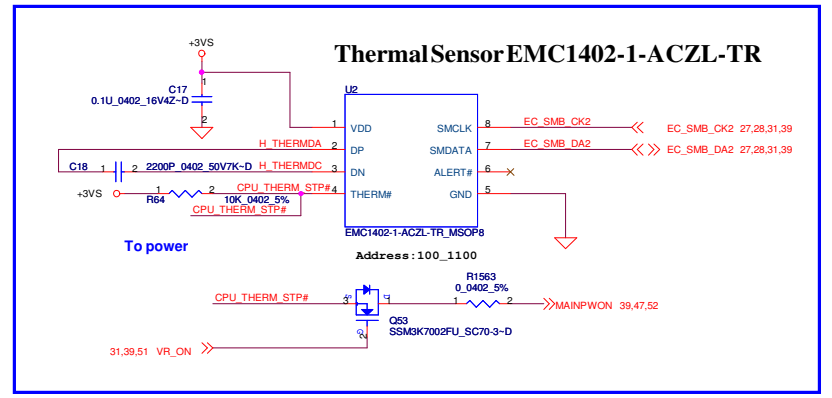 +3VS
Thermal Sensor EMC1402-1-ACZL-TR
1
C17
0.1U_0402_16V4Z~D
2
U2
1 VDD
SMCLK 8 EC_SMB_CK2
EC_SMB_CK2 27,28,31,39
H_THERMDA 2 DP
SMDATA 7 EC_SMB_DA2
EC_SMB_DA2 27,28,31,39
C18 1 2 2200P_0402_50V7K~D H_THERMDC 3 DN
ALERT# 6
+3VS 1 2 CPU_THERM_STP# 4 THERM#
GND 5
R64 10K_0402_5%
CPU_THERM_STP#
EMC1402-1-ACZL-TR_MSOP8
To power
Address:100_1100
R1563
0_0402_5%
CPU_THERM_STP# 3 S D 1 1 2 MAINPWON 39,47,52
Q53
G 2 SSM3K7002FU_SC70-3~D
31,39,51 VR_ON